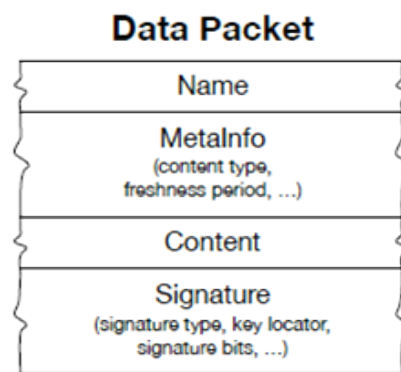 Data Packet
Name
MetaInfo
(content type,
freshness period, ...)
Content
Signature
(signature type, key locator,
signature bits, ...)